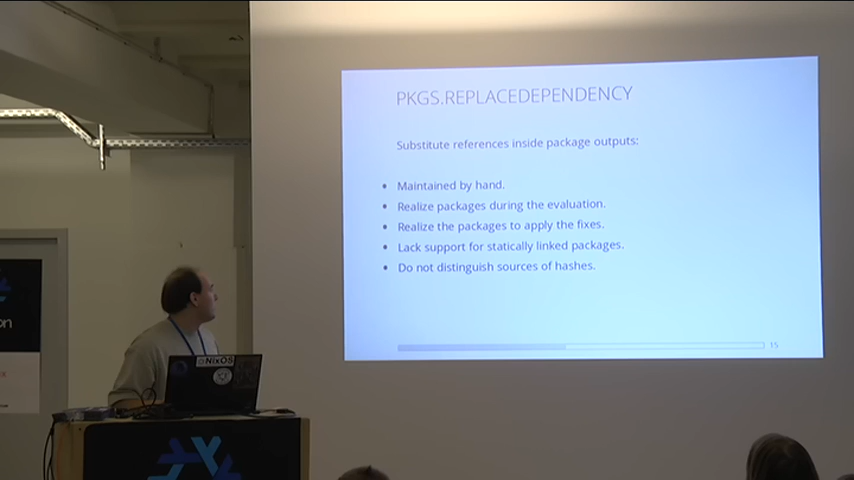 PKGS.REPLACEDEPENDENCY
Substitute references inside package outputs:
• Maintained by hand.
• Realize packages during the evaluation.
• Realize the packages to apply the fixes.
• Lack support for statically linked packages.
• Do not distinguish sources of hashes.
15
NixOS
on